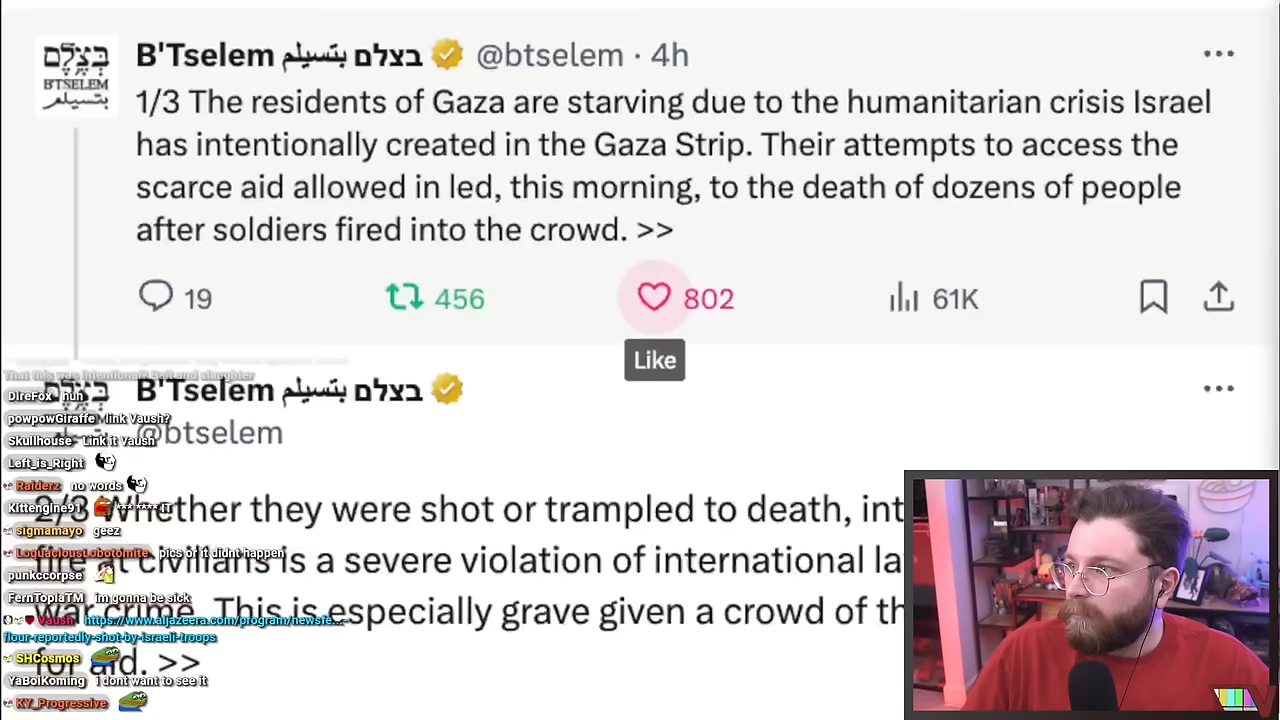 בְּצֶלֶם
BTSELEM
بتسيلم
B'Tselem בצלם بتسيلم @btselem · 4h
1/3 The residents of Gaza are starving due to the humanitarian crisis Israel
has intentionally created in the Gaza Strip. Their attempts to access the
scarce aid allowed in led, this morning, to the death of dozens of people
after soldiers fired into the crowd. >>
19 456 802 61K
Like
B'Tselem בצלם بتسيلم
@btselem
2/3 Whether they were shot or trampled to death, int
fire at civilians is a severe violation of international la
war crime. This is especially grave given a crowd of th
for aid. >>
DireFox huh
powpowGiraffe link Vaush?
Skullhouse Link it Vaush
Left_is_Right
Raiderz no words
Kittengine91 *** **** IT
sigmamayo geez
LoquaciousLobotomite pics or it didnt happen
punkccorpse
FernTopiaTM i'm gonna be sick
Vaush https://www.aljazeera.com/program/newsfe...-
flour-reportedly-shot-by-israeli-troops
SHCosmos
YaBoiKoming i dont want to see it
KY_Progressive